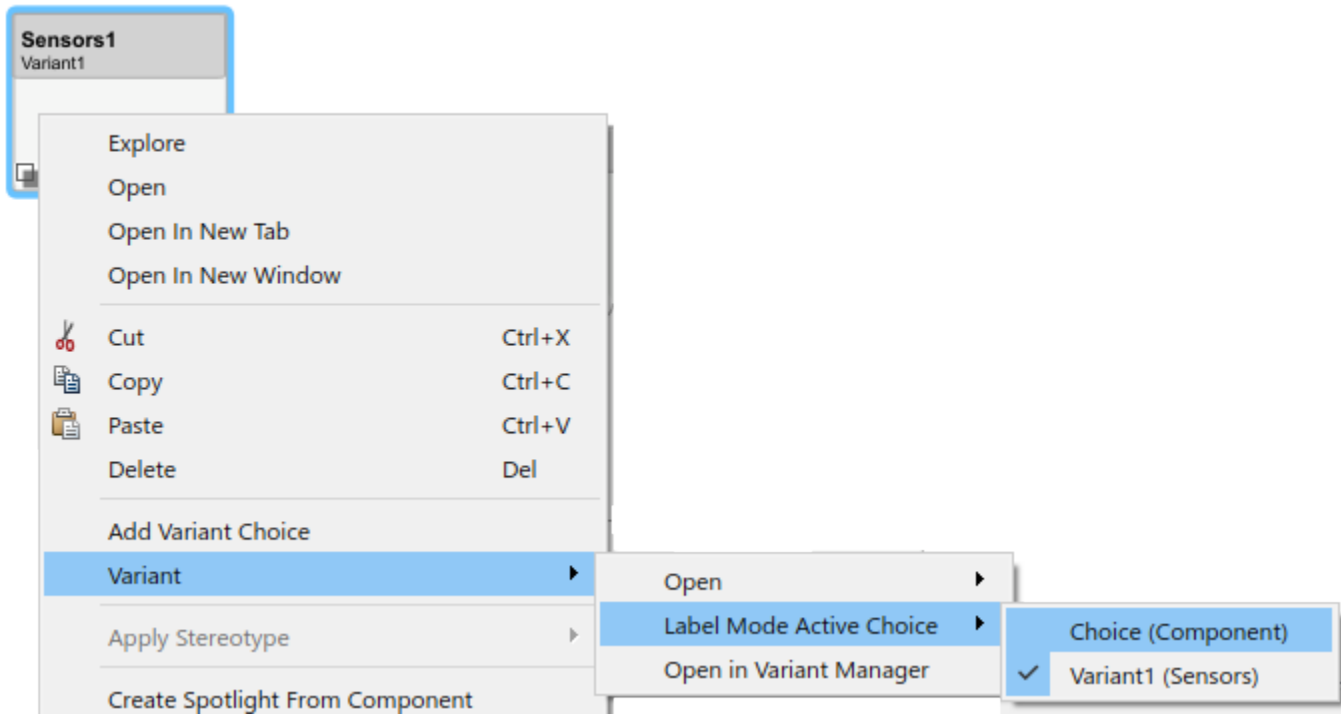 Sensors1
Variant1
Explore
Open
Open In New Tab
Open In New Window
Cut Ctrl+X
Copy Ctrl+C
Paste Ctrl+V
Delete Del
Add Variant Choice
Variant
Open
Label Mode Active Choice
Choice (Component)
Open in Variant Manager
Variant1 (Sensors)
Apply Stereotype
Create Spotlight From Component